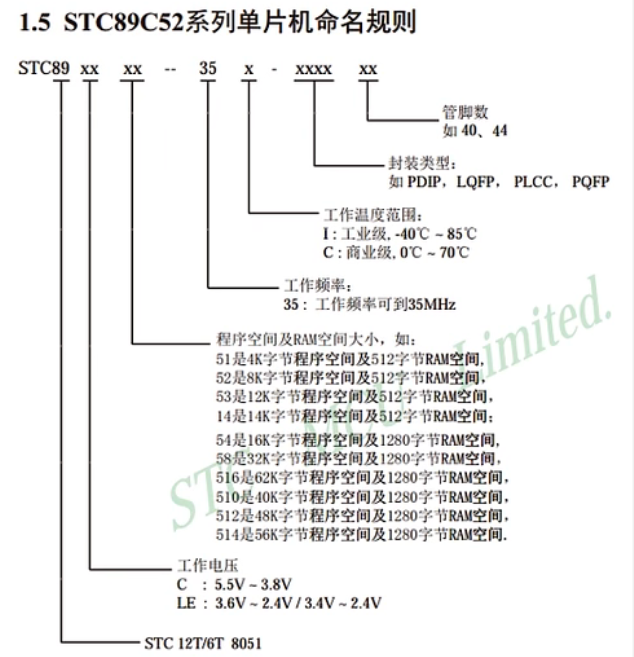 1.5 STC89C52系列单片机命名规则
STC89 xx xx -- 35 x - xxxx xx
管脚数
如 40、44
封装类型:
如 PDIP, LQFP, PLCC, PQFP
工作温度范围:
I : 工业级, -40℃ ~ 85℃
C : 商业级, 0℃ ~ 70℃
工作频率:
35 : 工作频率可到35MHz
程序空间及RAM空间大小, 如:
51是4K字节程序空间及512字节RAM空间,
52是8K字节程序空间及512字节RAM空间,
53是12K字节程序空间及512字节RAM空间,
14是14K字节程序空间及512字节RAM空间;
54是16K字节程序空间及1280字节RAM空间,
58是32K字节程序空间及1280字节RAM空间,
516是62K字节程序空间及1280字节RAM空间,
510是40K字节程序空间及1280字节RAM空间,
512是48K字节程序空间及1280字节RAM空间,
514是56K字节程序空间及1280字节RAM空间.
工作电压
C : 5.5V ~ 3.8V
LE : 3.6V ~ 2.4V / 3.4V ~ 2.4V
STC 12T/6T 8051
STC MCU Limited.